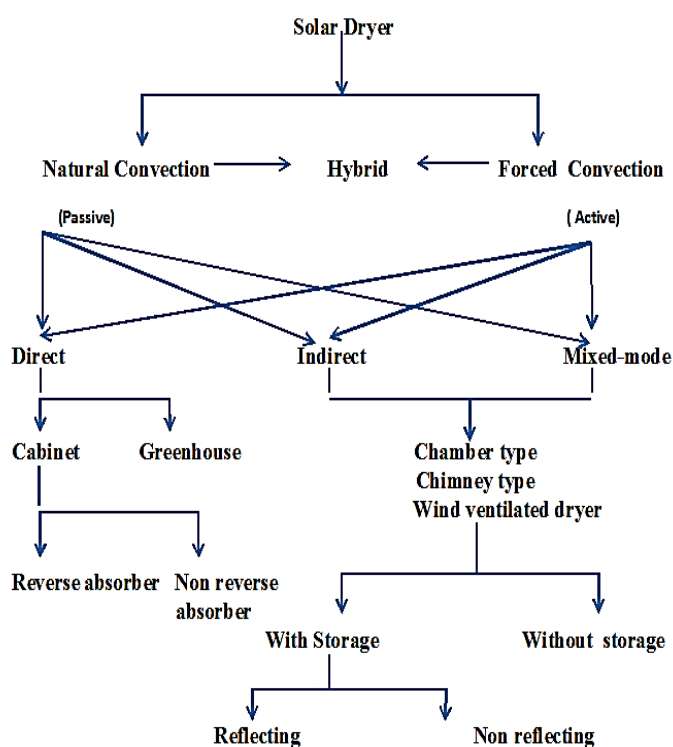 Solar Dryer
Natural Convection
Hybrid
Forced Convection
(Passive)
( Active)
Direct
Indirect
Mixed-mode
Cabinet
Greenhouse
Chamber type
Chimney type
Wind ventilated dryer
Reverse absorber
Non reverse
absorber
With Storage
Without storage
Reflecting
Non reflecting